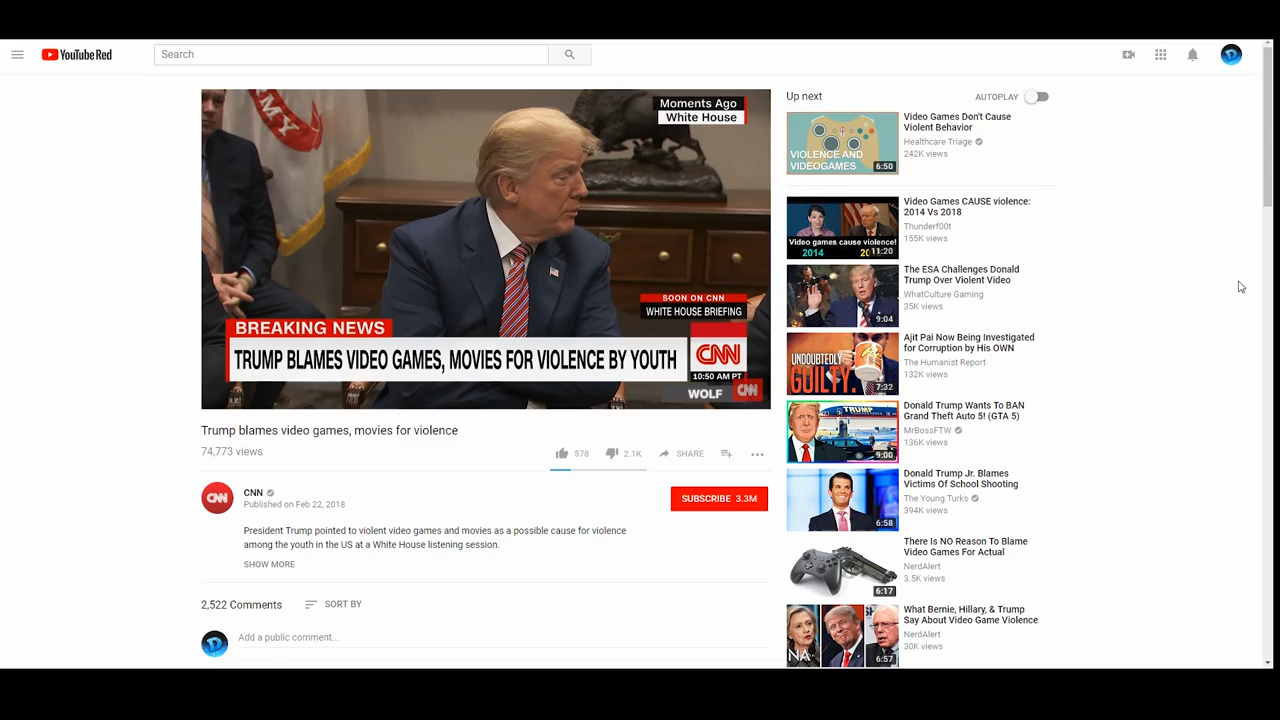 YouTube Red
Search
MY
Moments Ago
White House
SOON ON CNN
WHITE HOUSE BRIEFING
BREAKING NEWS
TRUMP BLAMES VIDEO GAMES, MOVIES FOR VIOLENCE BY YOUTH
CNN
10:50 AM PT
WOLF
CNN
Trump blames video games, movies for violence
74,773 views
578
2.1K
SHARE
CNN
CNN
Published on Feb 22, 2018
SUBSCRIBE 3.3M
President Trump pointed to violent video games and movies as a possible cause for violence
among the youth in the US at a White House listening session.
SHOW MORE
2,522 Comments
SORT BY
Add a public comment...
Up next
AUTOPLAY
VIOLENCE AND
VIDEOGAMES
6:50
Video Games Don't Cause
Violent Behavior
Healthcare Triage
242K views
Video games cause violence!
2014
11:20
Video Games CAUSE violence:
2014 Vs 2018
Thunderf00t
155K views
9:04
The ESA Challenges Donald
Trump Over Violent Video
WhatCulture Gaming
35K views
UNDOUBTEDLY
GUILTY.
7:32
Ajit Pai Now Being Investigated
for Corruption by His OWN
The Humanist Report
132K views
TRUMP
9:00
Donald Trump Wants To BAN
Grand Theft Auto 5! (GTA 5)
MrBossFTW
136K views
6:58
Donald Trump Jr. Blames
Victims Of School Shooting
The Young Turks
394K views
6:17
There Is NO Reason To Blame
Video Games For Actual
NerdAlert
3.5K views
NA
6:57
What Bernie, Hillary, & Trump
Say About Video Game Violence
NerdAlert
30K views